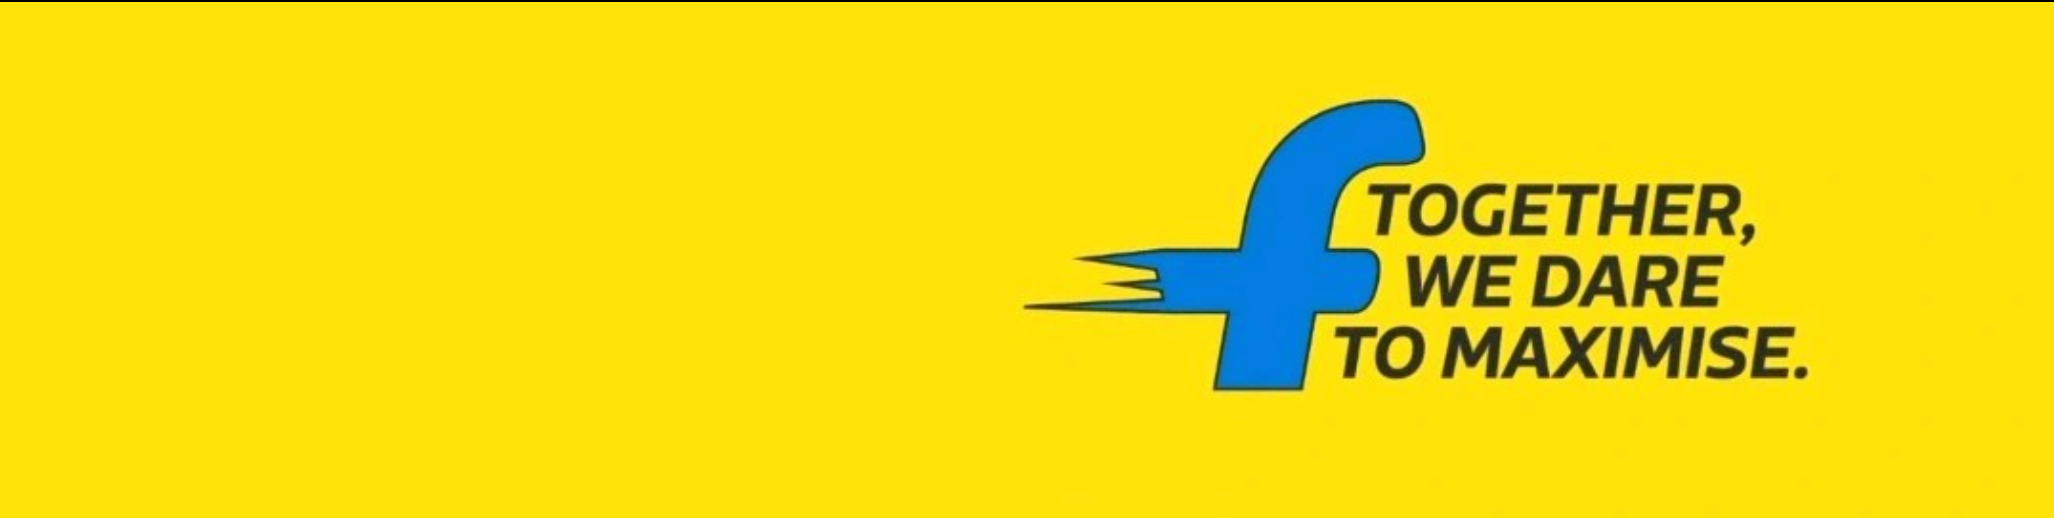 f
TOGETHER,
WE DARE
TO MAXIMISE.